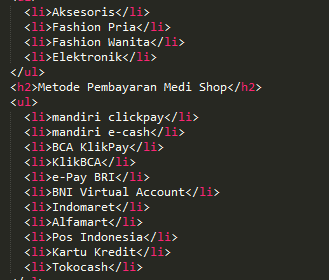 <li>Aksesoris</li>
<li>Fashion Pria</li>
<li>Fashion Wanita</li>
<li>Elektronik</li>
</ul>
<h2>Metode Pembayaran Medi Shop</h2>
<ul>
<li>mandiri clickpay</li>
<li>mandiri e-cash</li>
<li>BCA KlikPay</li>
<li>KlikBCA</li>
<li>e-Pay BRI</li>
<li>BNI Virtual Account</li>
<li>Indomaret</li>
<li>Alfamart</li>
<li>Pos Indonesia</li>
<li>Kartu Kredit</li>
<li>Tokocash</li>